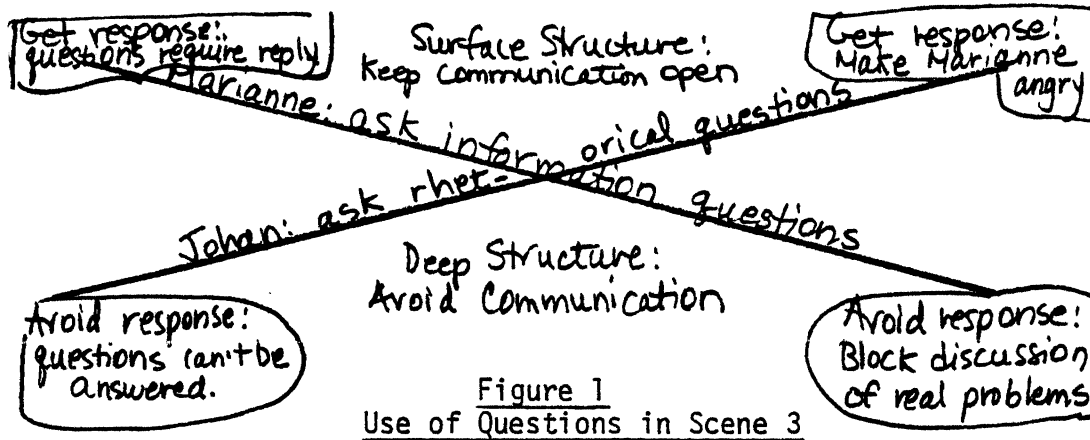 Get response:
questions require reply
Surface Structure:
Keep communication open
Get response:
Make Marianne
angry
Marianne: ask information questions
Johan: ask rhet-orical questions
Deep Structure:
Avoid Communication
Avoid response:
questions can't be
answered.
Avoid response:
Block discussion
of real problems
Figure 1
Use of Questions in Scene 3